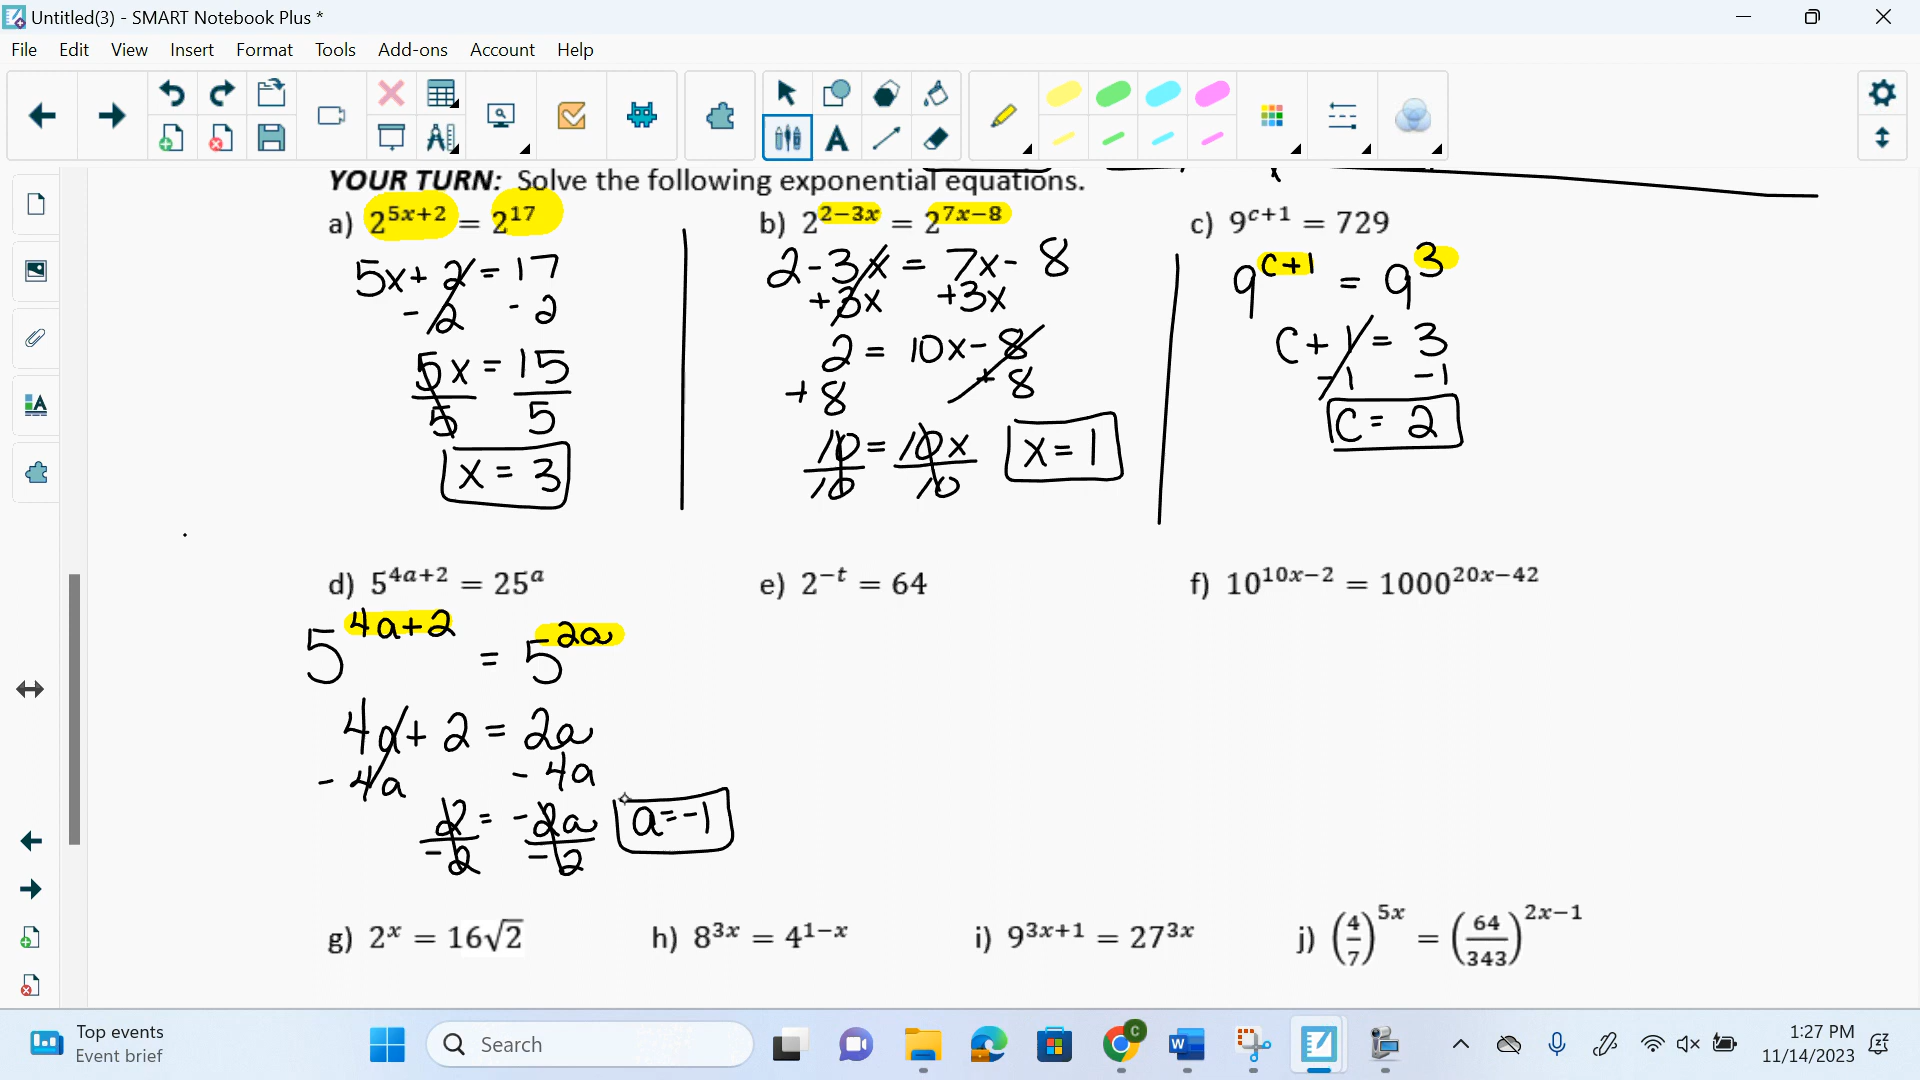 Untitled(3) - SMART Notebook Plus *
File Edit View Insert Format Tools Add-ons Account Help
YOUR TURN: Solve the following exponential equations.
a) 2^{5x+2} = 2^{17}
5x + 2 = 17
- 2 - 2
5x = 15
5 5
x = 3
b) 2^{2−3x} = 2^{7x−8}
2 - 3x = 7x - 8
+3x +3x
2 = 10x - 8
+ 8 + 8
10 = 10x
10 10
x = 1
c) 9^{c+1} = 729
9^{c+1} = 9^3
c + 1 = 3
-1 -1
c = 2
d) 5^{4a+2} = 25^a
5^{4a+2} = 5^{2a}
4a + 2 = 2a
- 4a - 4a
2 = -2a
-2 -2
a = -1
e) 2^{−t} = 64
f) 10^{10x−2} = 1000^{20x−42}
g) 2^x = 16√2
h) 8^{3x} = 4^{1−x}
i) 9^{3x+1} = 27^{3x}
j) (4/7)^{5x} = (64/343)^{2x−1}
Top events
Event brief
Search
C
W
1:27 PM
11/14/2023